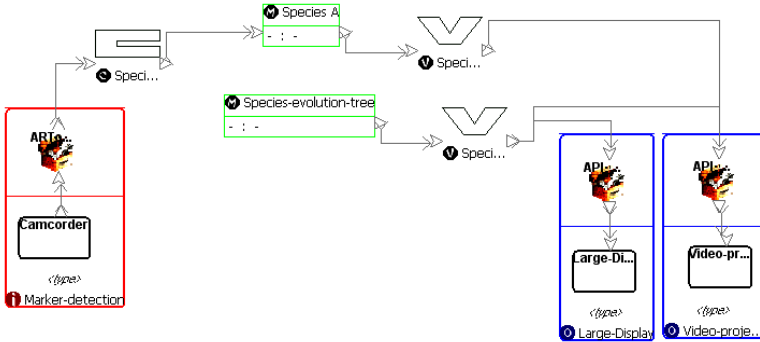 M Species A
- : -
C Speci...
V Speci...
M Species-evolution-tree
- : -
V Speci...
ARTo...
API-...
API-...
Camcorder
Large-Di...
Video-pr...
<type>
<type>
<type>
i Marker-detection
O Large-Display
O Video-proje...